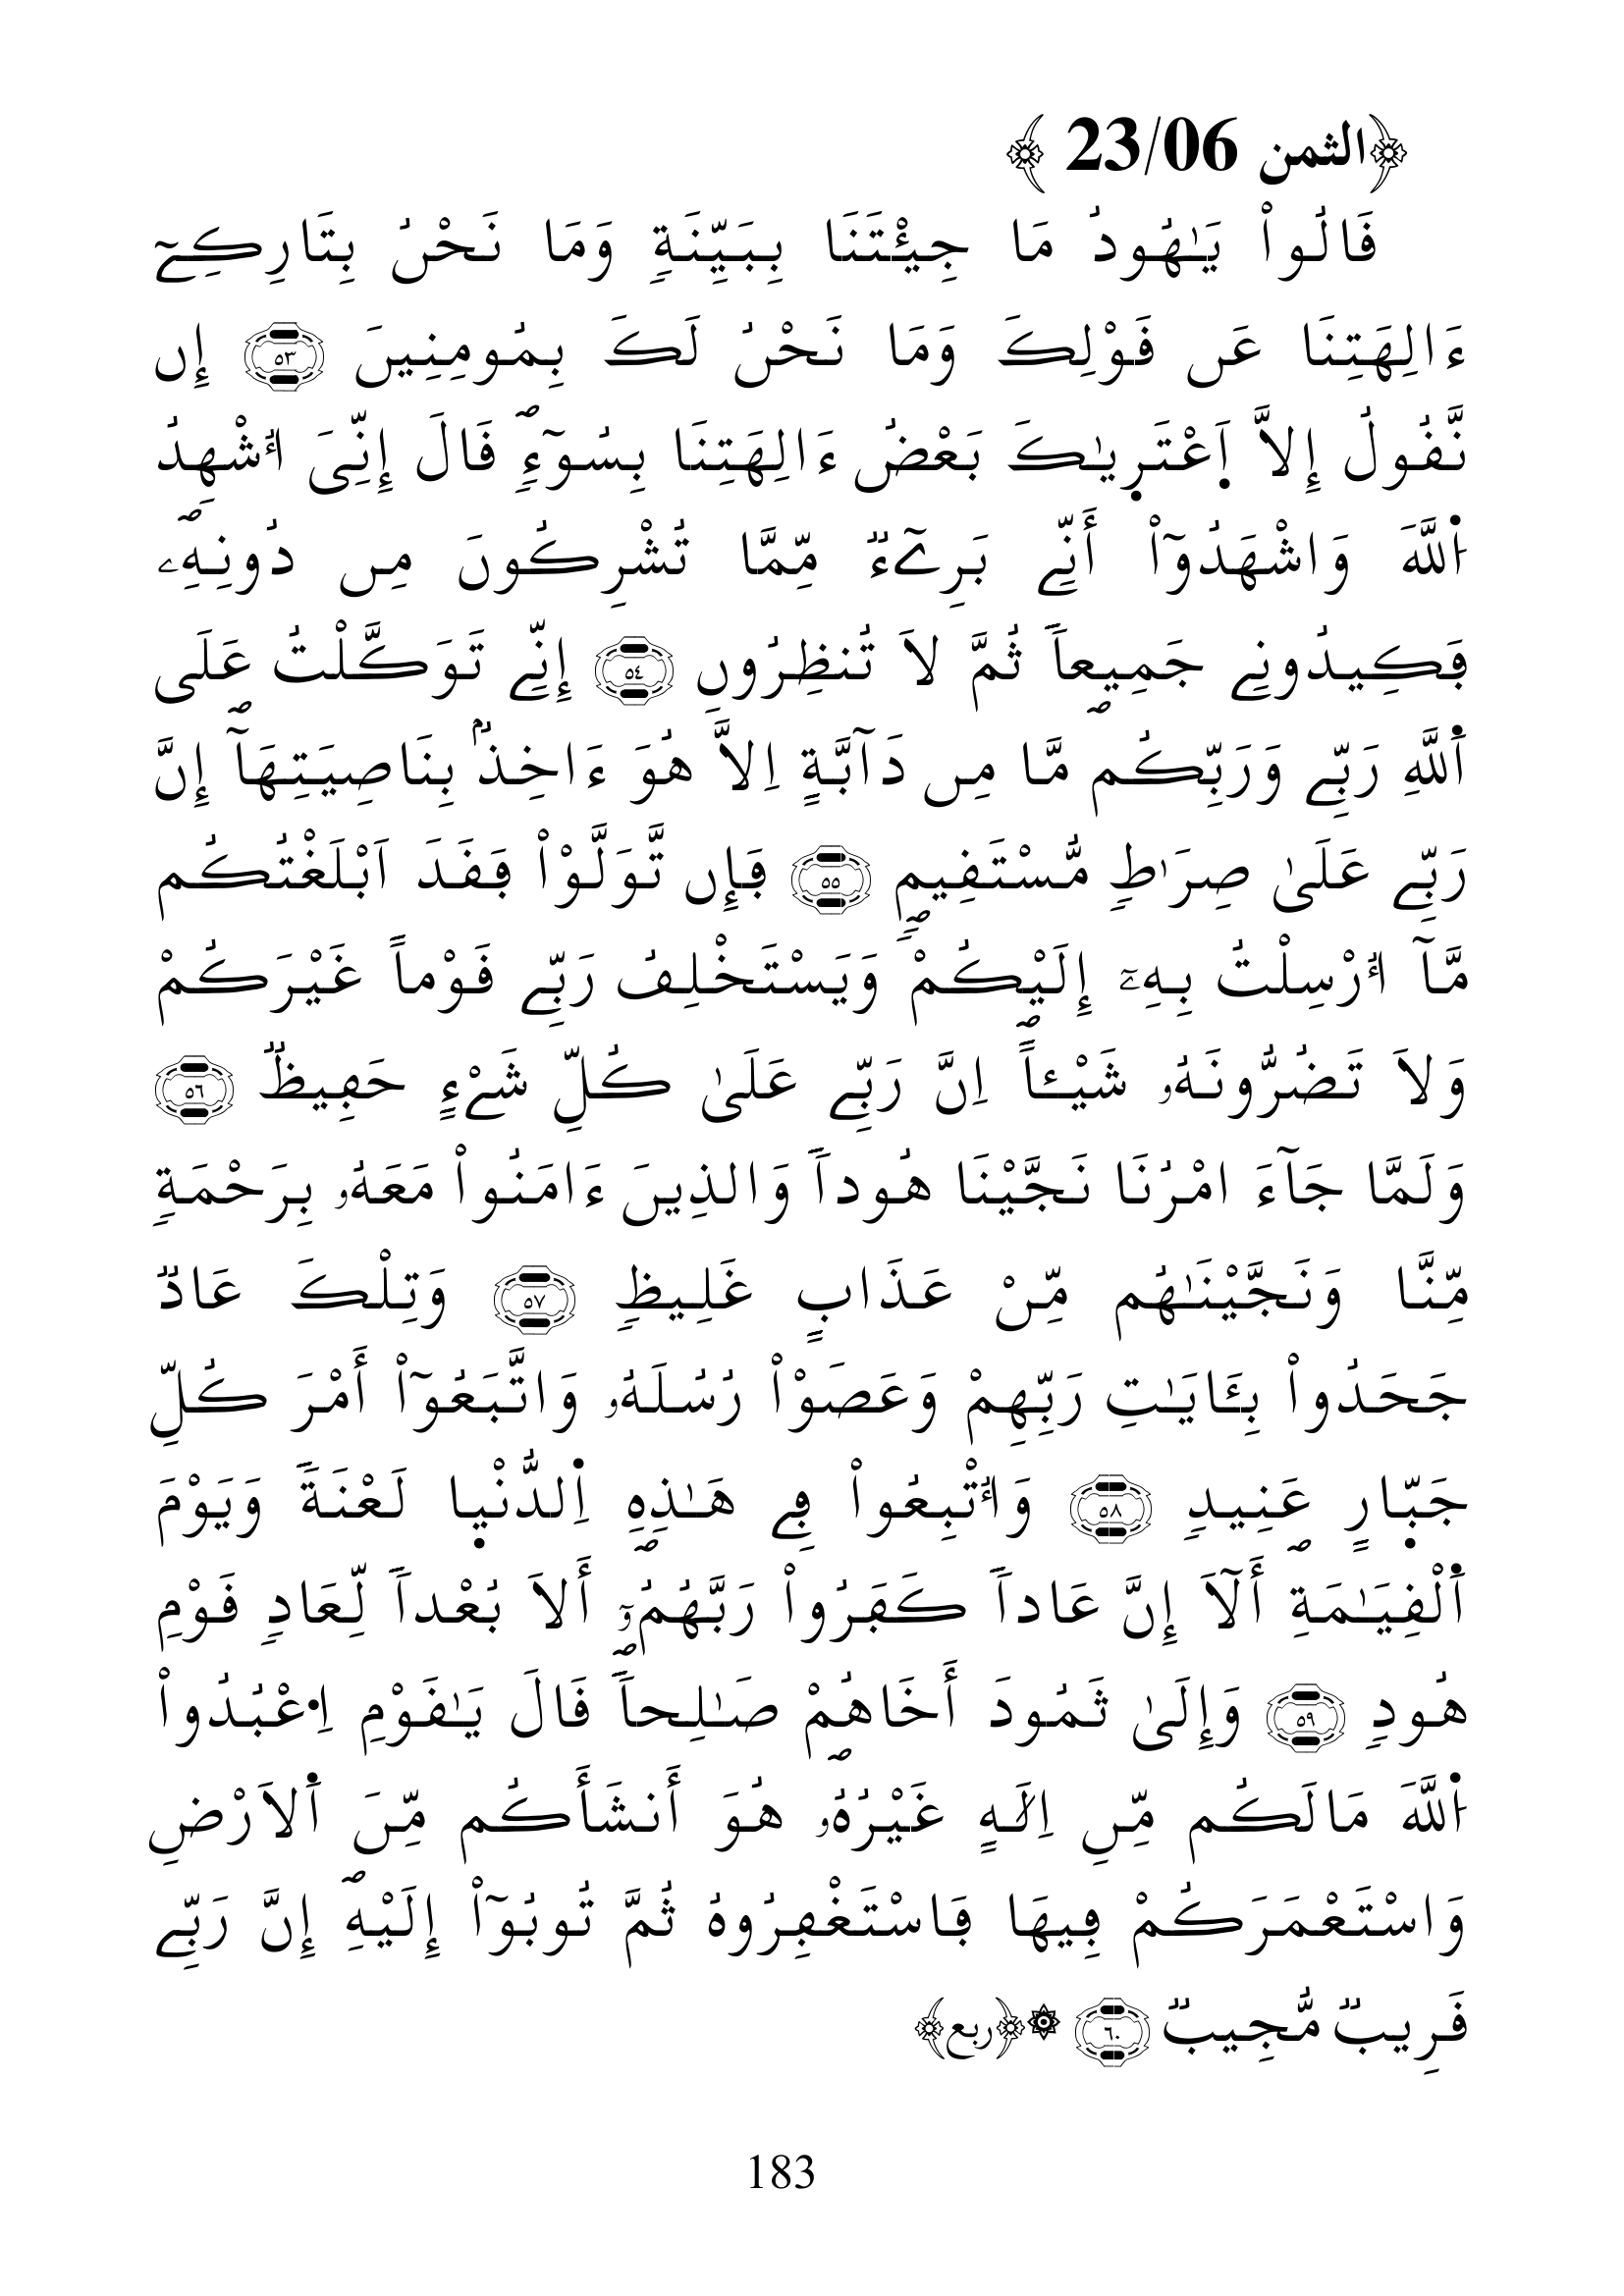 ﴿الثمن 23/06 ﴾
قَالُواْ يَٰهُودُ مَا جِئْتَنَا بِبَيِّنَةٖ وَمَا نَحْنُ بِتَارِكِےٓ
ءَالِهَتِنَا عَن قَوْلِكَ وَمَا نَحْنُ لَكَ بِمُومِنِينَ ٥٣ إِن
نَّقُولُ إِلَّا اَ۪عْتَر۪يٰكَ بَعْضُ ءَالِهَتِنَا بِسُوٓءٖۖ قَالَ إِنِّيَ أُشْهِدُ
اُ۬للَّهَ وَاشْهَدُوٓاْ أَنِّے بَرِےٓءٞ مِّمَّا تُشْرِكُونَ مِن دُونِهِۦۖ
فَكِيدُونِے جَمِيعاٗ ثُمَّ لَا تُنظِرُونِۖ ٥٤ إِنِّے تَوَكَّلْتُ عَلَى
اَ۬للَّهِ رَبِّے وَرَبِّكُمۖ مَّا مِن دَآبَّةٍ اِلَّا هُوَ ءَاخِذُۢ بِنَاصِيَتِهَآۖ إِنَّ
رَبِّے عَلَىٰ صِرَٰطٖ مُّسْتَقِيمٖۖ ٥٥ فَإِن تَوَلَّوْاْ فَقَدَ اَبْلَغْتُكُم
مَّآ أُرْسِلْتُ بِهِۦٓ إِلَيْكُمْۖ وَيَسْتَخْلِفُ رَبِّے قَوْماً غَيْرَكُمْ
وَلَا تَضُرُّونَهُۥ شَيْـٔاًۖ اِنَّ رَبِّے عَلَىٰ كُلِّ شَےْءٍ حَفِيظٞ ٥٦
وَلَمَّا جَآءَ امْرُنَا نَجَّيْنَا هُوداٗ وَالذِينَ ءَامَنُواْ مَعَهُۥ بِرَحْمَةٖ
مِّنَّا وَنَجَّيْنَٰهُم مِّنْ عَذَابٍ غَلِيظٖ ٥٧ وَتِلْكَ عَادٞ
جَحَدُواْ بِـَٔايَٰتِ رَبِّهِمْ وَعَصَوْاْ رُسُلَهُۥ وَاتَّبَعُوٓاْ أَمْرَ كُلِّ
جَبّ۪ارٍ عَنِيدٖۖ ٥٨ وَأُتْبِعُواْ فِے هَٰذِهِ اِ۬لدُّنْي۪ا لَعْنَةٗ وَيَوْمَ
اَ۬لْقِيَٰمَةِۖ أَلَآ إِنَّ عَاداٗ كَفَرُواْ رَبَّهُمُۥٓۖ أَلَا بُعْداٗ لِّعَادٖ قَوْمِ
هُودٖۖ ٥٩ وَإِلَىٰ ثَمُودَ أَخَاهُمْ صَٰلِحاٗۖ قَالَ يَٰقَوْمِ اِ۟عْبُدُواْ
اُ۬للَّهَ مَالَكُم مِّنِ اِلَٰهٍ غَيْرُهُۥۖ هُوَ أَنشَأَكُم مِّنَ اَ۬لَارْضِ
وَاسْتَعْمَرَكُمْ فِيهَا فَاسْتَغْفِرُوهُ ثُمَّ تُوبُوٓاْ إِلَيْهِۖ إِنَّ رَبِّے
قَرِيبٞ مُّجِيبٞ ٦٠ ۞﴿ربع﴾
183